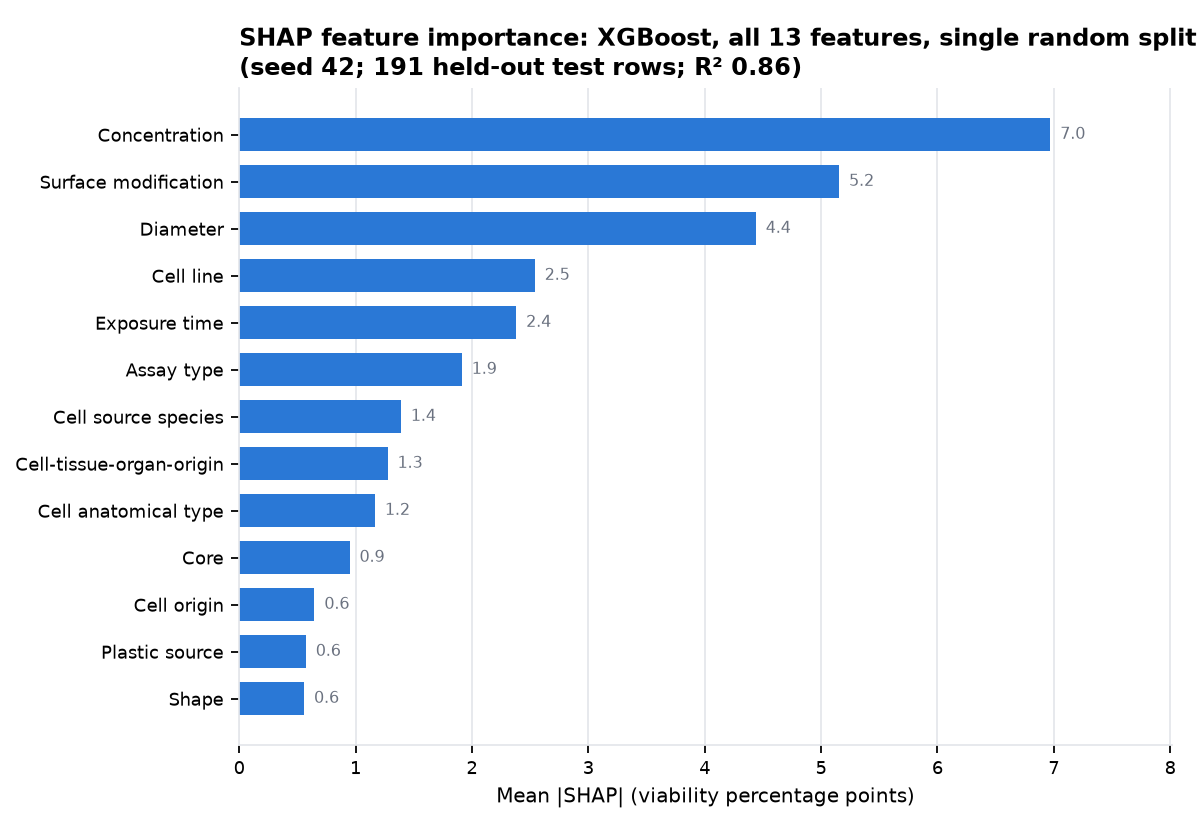 SHAP feature importance: XGBoost, all 13 features, single random split
(seed 42; 191 held-out test rows; R² 0.86)
Concentration 7.0
Surface modification 5.2
Diameter 4.4
Cell line 2.5
Exposure time 2.4
Assay type 1.9
Cell source species 1.4
Cell-tissue-organ-origin 1.3
Cell anatomical type 1.2
Core 0.9
Cell origin 0.6
Plastic source 0.6
Shape 0.6
0 1 2 3 4 5 6 7 8
Mean |SHAP| (viability percentage points)